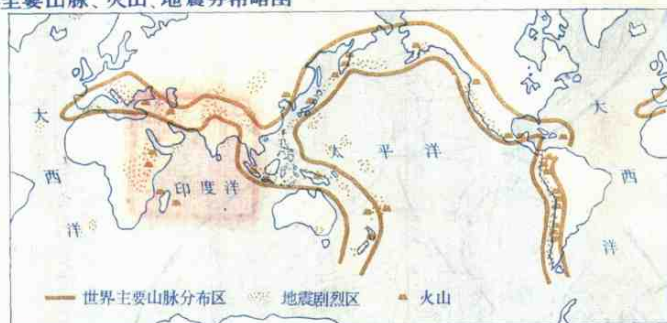 主要山脉、火山、地震分布略图
大
西
洋
印度洋
太平洋
大
西
洋
世界主要山脉分布区
地震剧烈区
火山